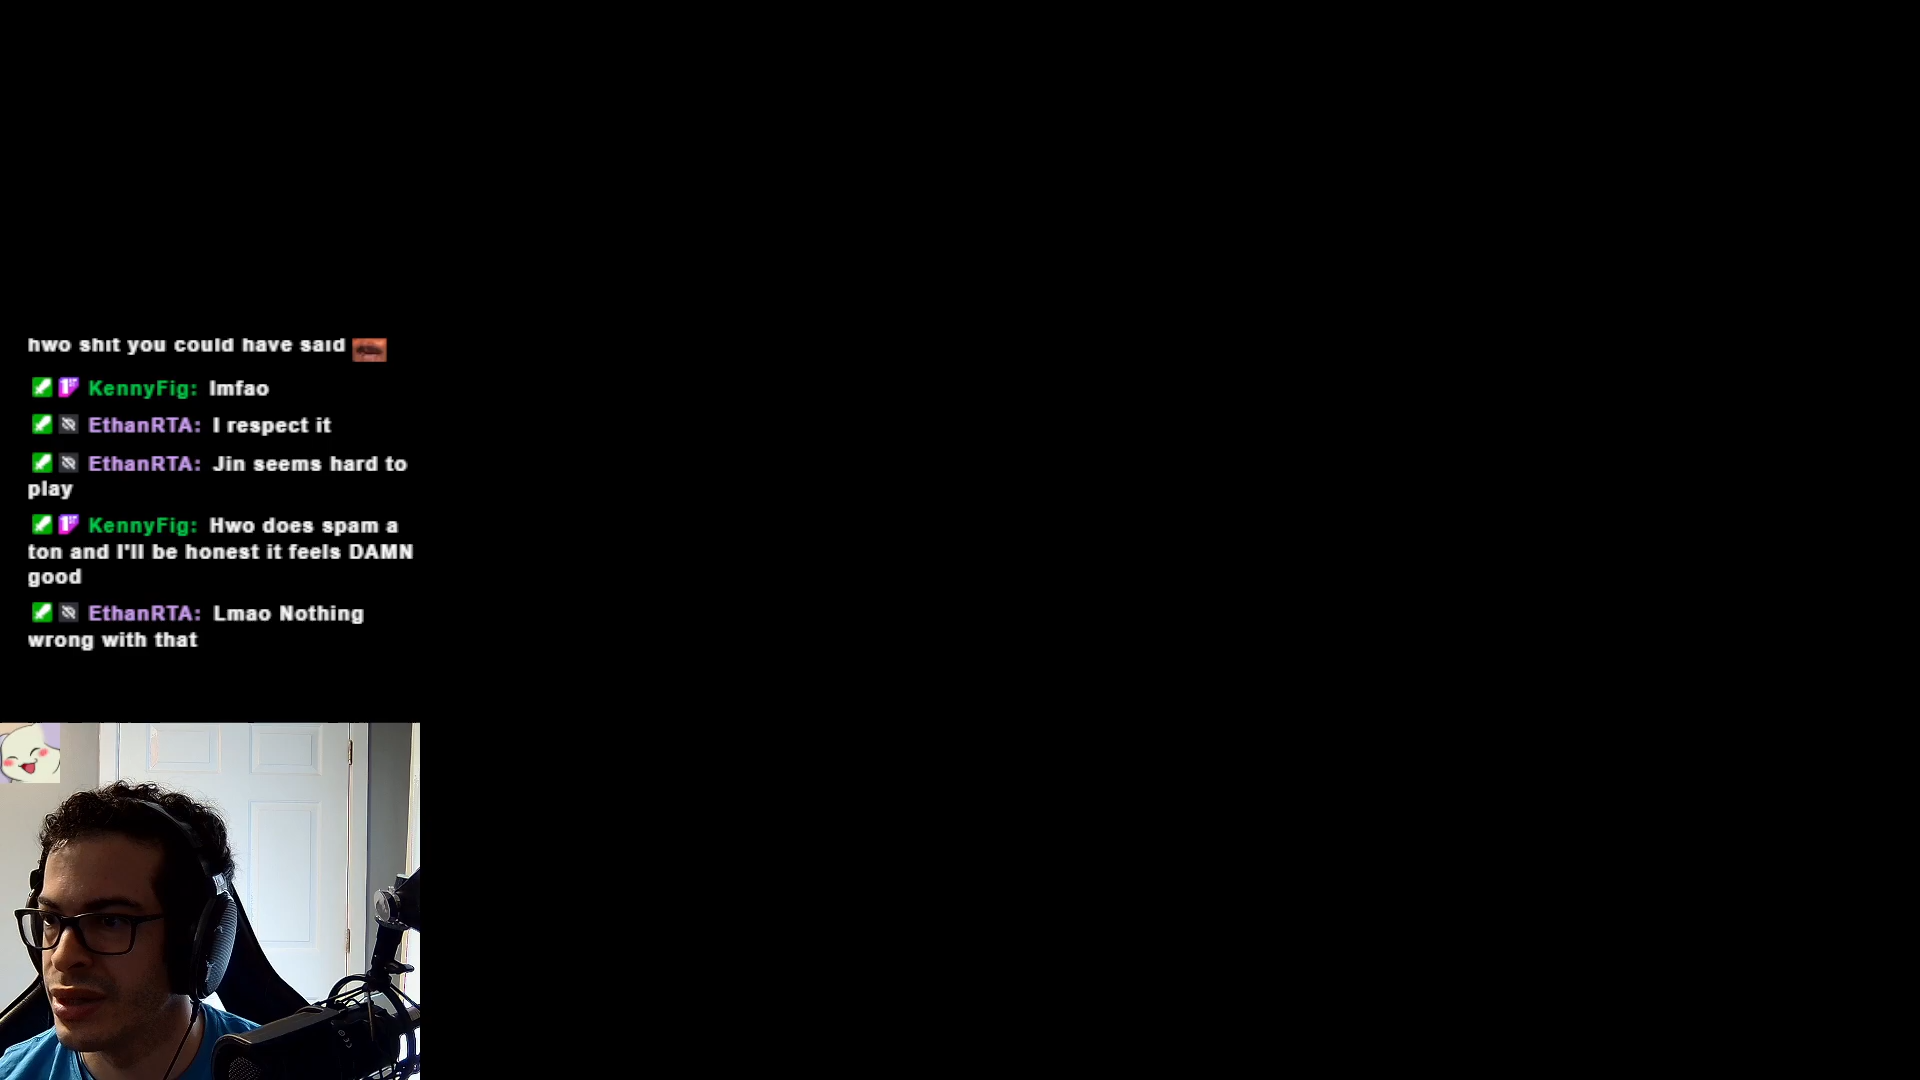 hwo shit you could have said
KennyFig: lmfao
EthanRTA: I respect it
EthanRTA: Jin seems hard to
play
KennyFig: Hwo does spam a
ton and I'll be honest it feels DAMN
good
EthanRTA: Lmao Nothing
wrong with that